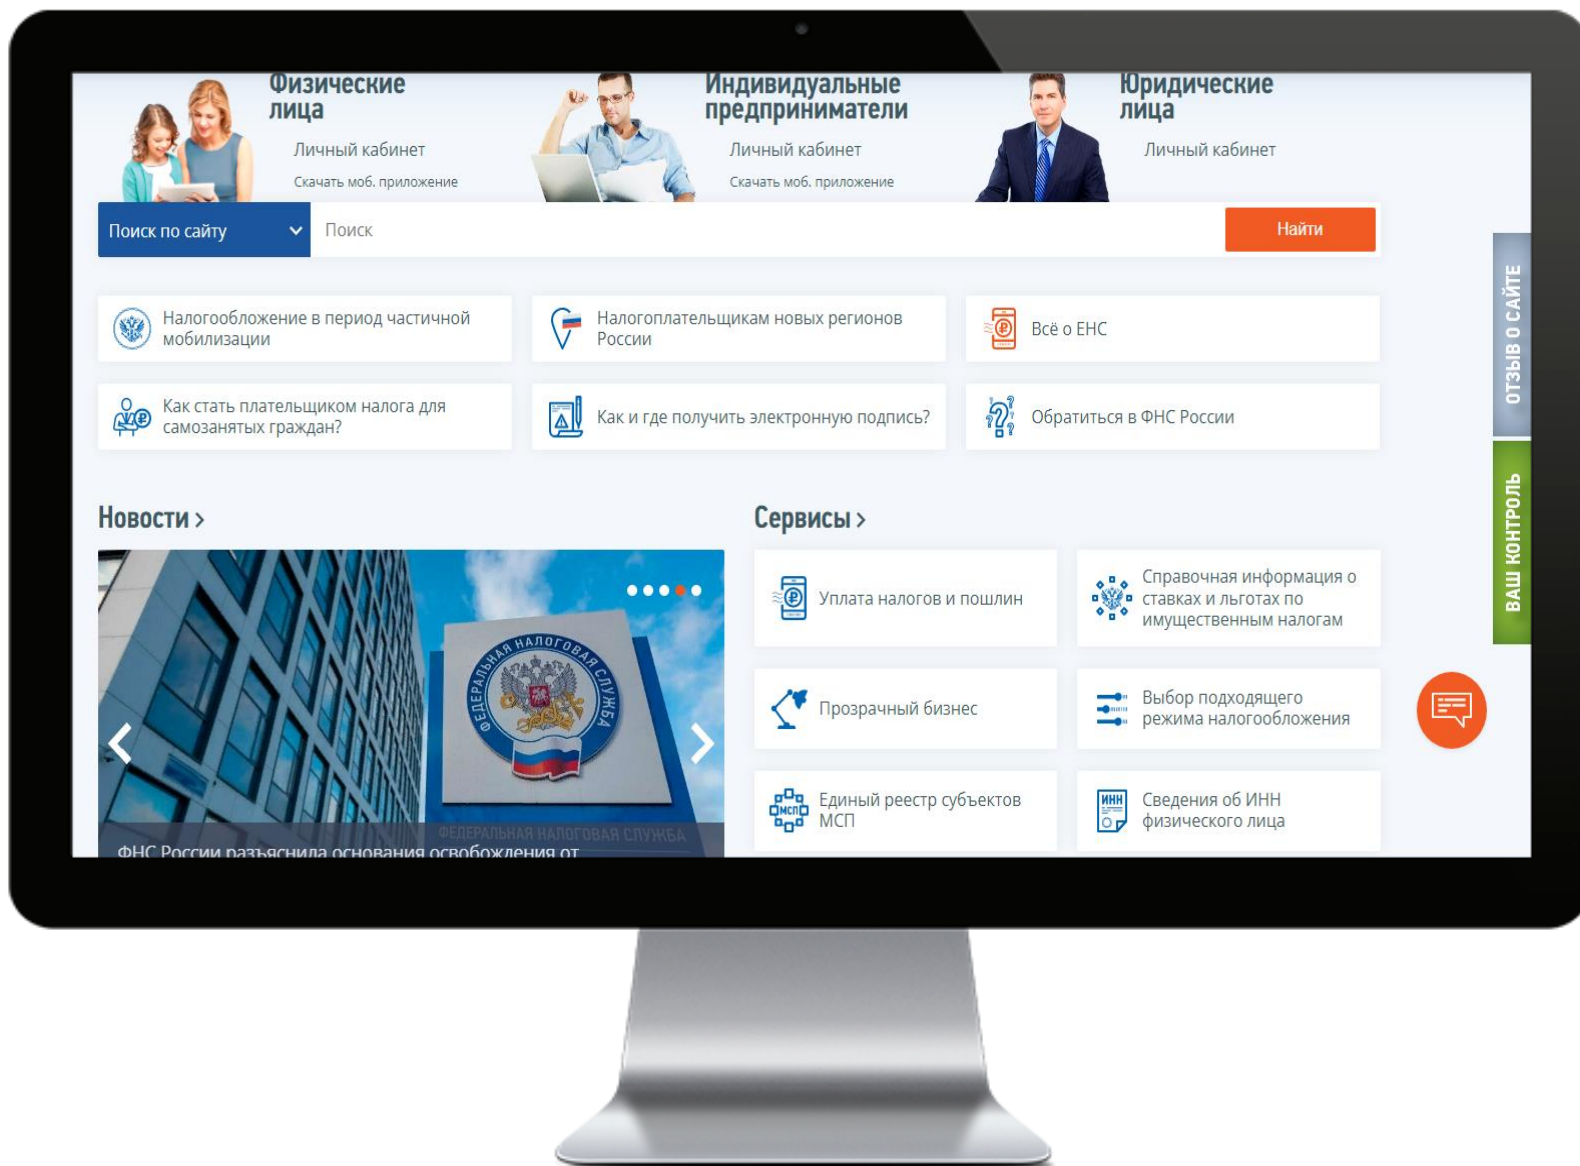 Физические
лица
Личный кабинет
Скачать моб. приложение
Индивидуальные
предприниматели
Личный кабинет
Скачать моб. приложение
Юридические
лица
Личный кабинет
Поиск по сайту
Поиск
Найти
Налогообложение в период частичной
мобилизации
Налогоплательщикам новых регионов
России
Всё о ЕНС
Как стать плательщиком налога для
самозанятых граждан?
Как и где получить электронную подпись?
Обратиться в ФНС России
ОТЗЫВ О САЙТЕ
ВАШ КОНТРОЛЬ
Новости >
ФЕДЕРАЛЬНАЯ НАЛОГОВАЯ СЛУЖБА
ФЕДЕРАЛЬНАЯ НАЛОГОВАЯ СЛУЖБА
ФНС России разъяснила основания освобождения от
Сервисы >
Уплата налогов и пошлин
Справочная информация о
ставках и льготах по
имущественным налогам
Прозрачный бизнес
Выбор подходящего
режима налогообложения
МСП
Единый реестр субъектов
МСП
ИНН
Сведения об ИНН
физического лица